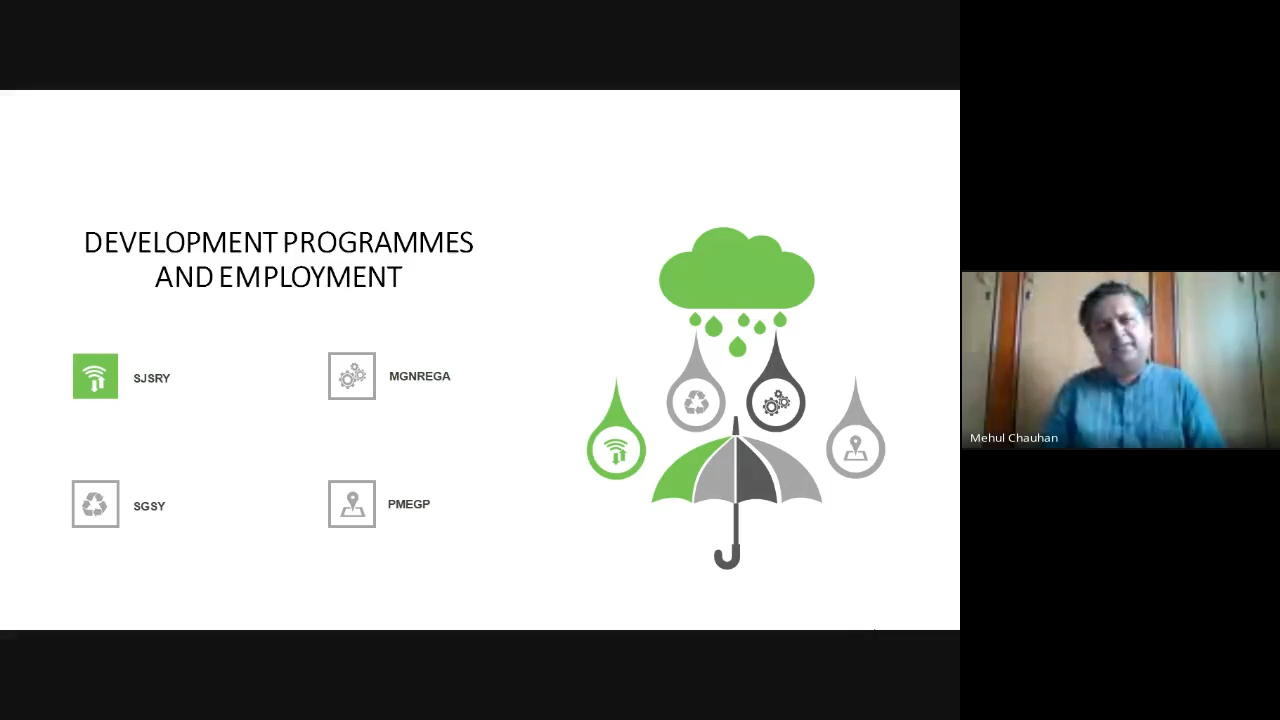 DEVELOPMENT PROGRAMMES
AND EMPLOYMENT
SJSRY
MGNREGA
SGSY
PMEGP
Mehul Chauhan